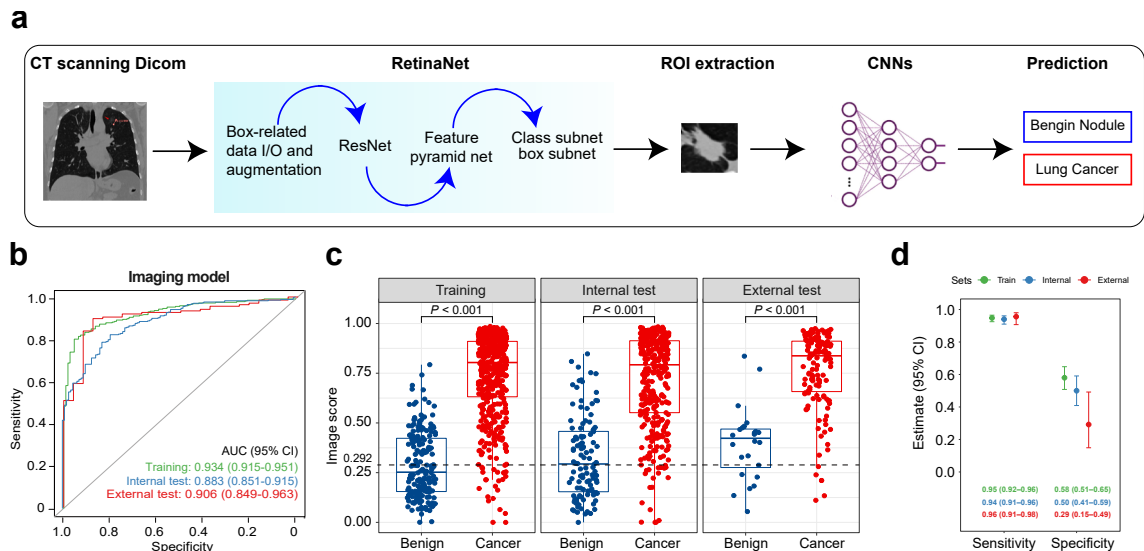 a
CT scanning Dicom
RetinaNet
ROI extraction
CNNs
Prediction
Box-related
data I/O and
augmentation
ResNet
Feature
pyramid net
Class subnet
box subnet
Bengin Nodule
Lung Cancer
b
Imaging model
Sensitivity
1.0
0.8
0.6
0.4
0.2
0
AUC (95% CI)
Training: 0.934 (0.915-0.951)
Internal test: 0.883 (0.851-0.915)
External test: 0.906 (0.849-0.963)
1.0 0.8 0.6 0.4 0.2 0
Specificity
c
Training
Internal test
External test
P < 0.001
P < 0.001
P < 0.001
Image score
1.00
0.75
0.50
0.292
0.25
0.00
Benign Cancer
Benign Cancer
Benign Cancer
d
Sets Train Internal External
Estimate (95% CI)
1.0
0.8
0.6
0.4
0.2
0.0
0.95 (0.92–0.96) 0.58 (0.51–0.65)
0.94 (0.91–0.96) 0.50 (0.41–0.59)
0.96 (0.91–0.98) 0.29 (0.15–0.49)
Sensitivity Specificity